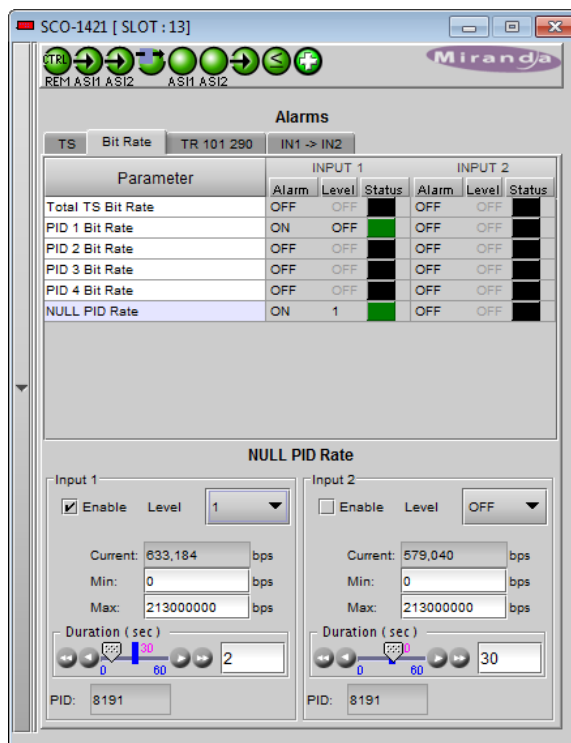 SCO-1421 [ SLOT : 13]
CTRL
REM ASI1 ASI2 ASI1 ASI2
Miranda
Alarms
TS Bit Rate TR 101 290 IN1 -> IN2
Parameter INPUT 1 INPUT 2
Alarm Level Status Alarm Level Status
Total TS Bit Rate OFF OFF OFF OFF
PID 1 Bit Rate ON OFF OFF OFF
PID 2 Bit Rate OFF OFF OFF OFF
PID 3 Bit Rate OFF OFF OFF OFF
PID 4 Bit Rate OFF OFF OFF OFF
NULL PID Rate ON 1 OFF OFF
NULL PID Rate
Input 1 Input 2
Enable Level 1 Enable Level OFF
Current: 633,184 bps Current: 579,040 bps
Min: 0 bps Min: 0 bps
Max: 213000000 bps Max: 213000000 bps
Duration ( sec ) Duration ( sec )
30
0 60 2 0 60 30
PID: 8191 PID: 8191